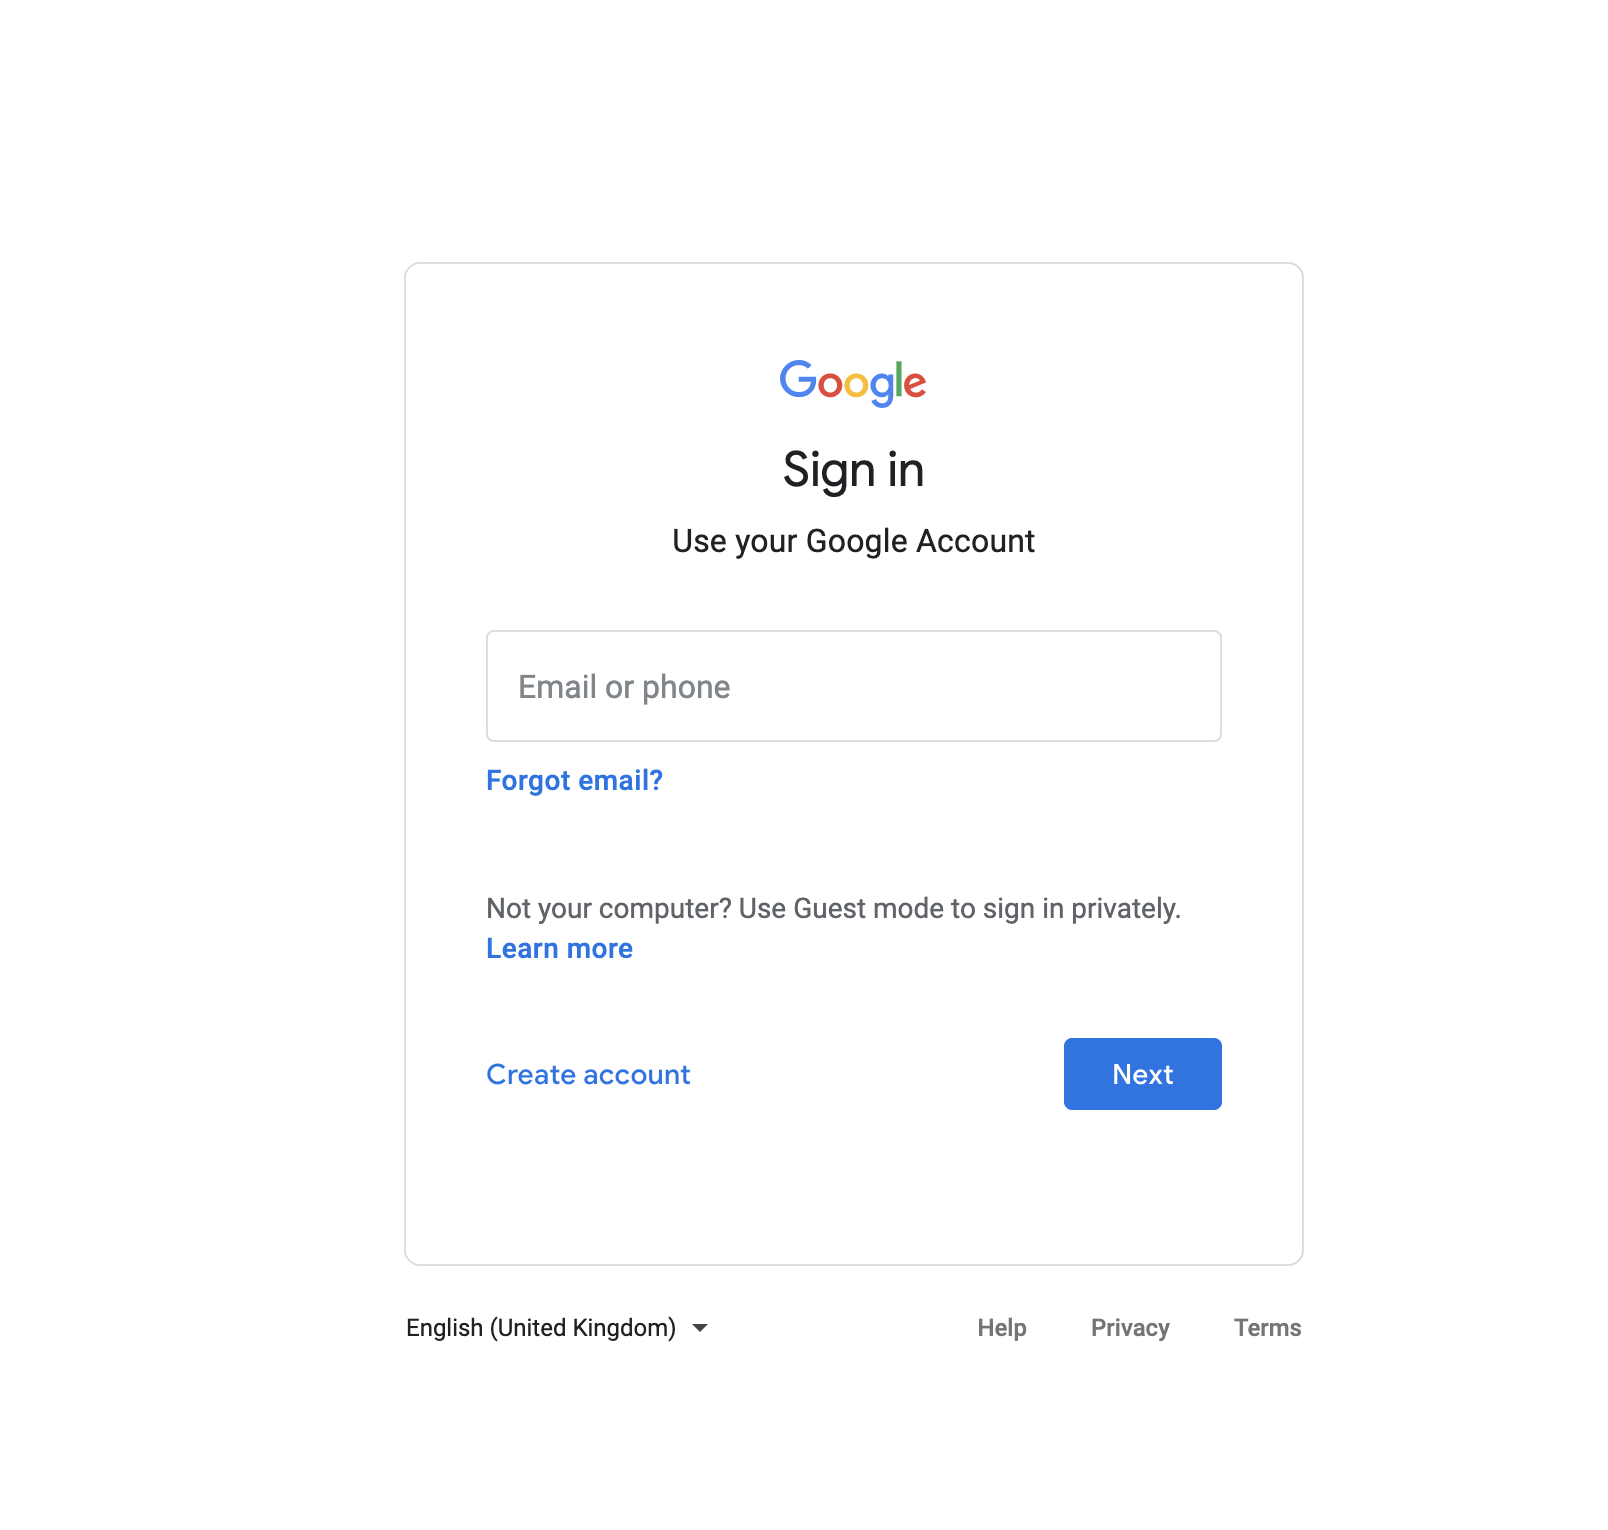 Google
Sign in
Use your Google Account
Email or phone
Forgot email?
Not your computer? Use Guest mode to sign in privately.
Learn more
Create account
Next
English (United Kingdom)
Help
Privacy
Terms